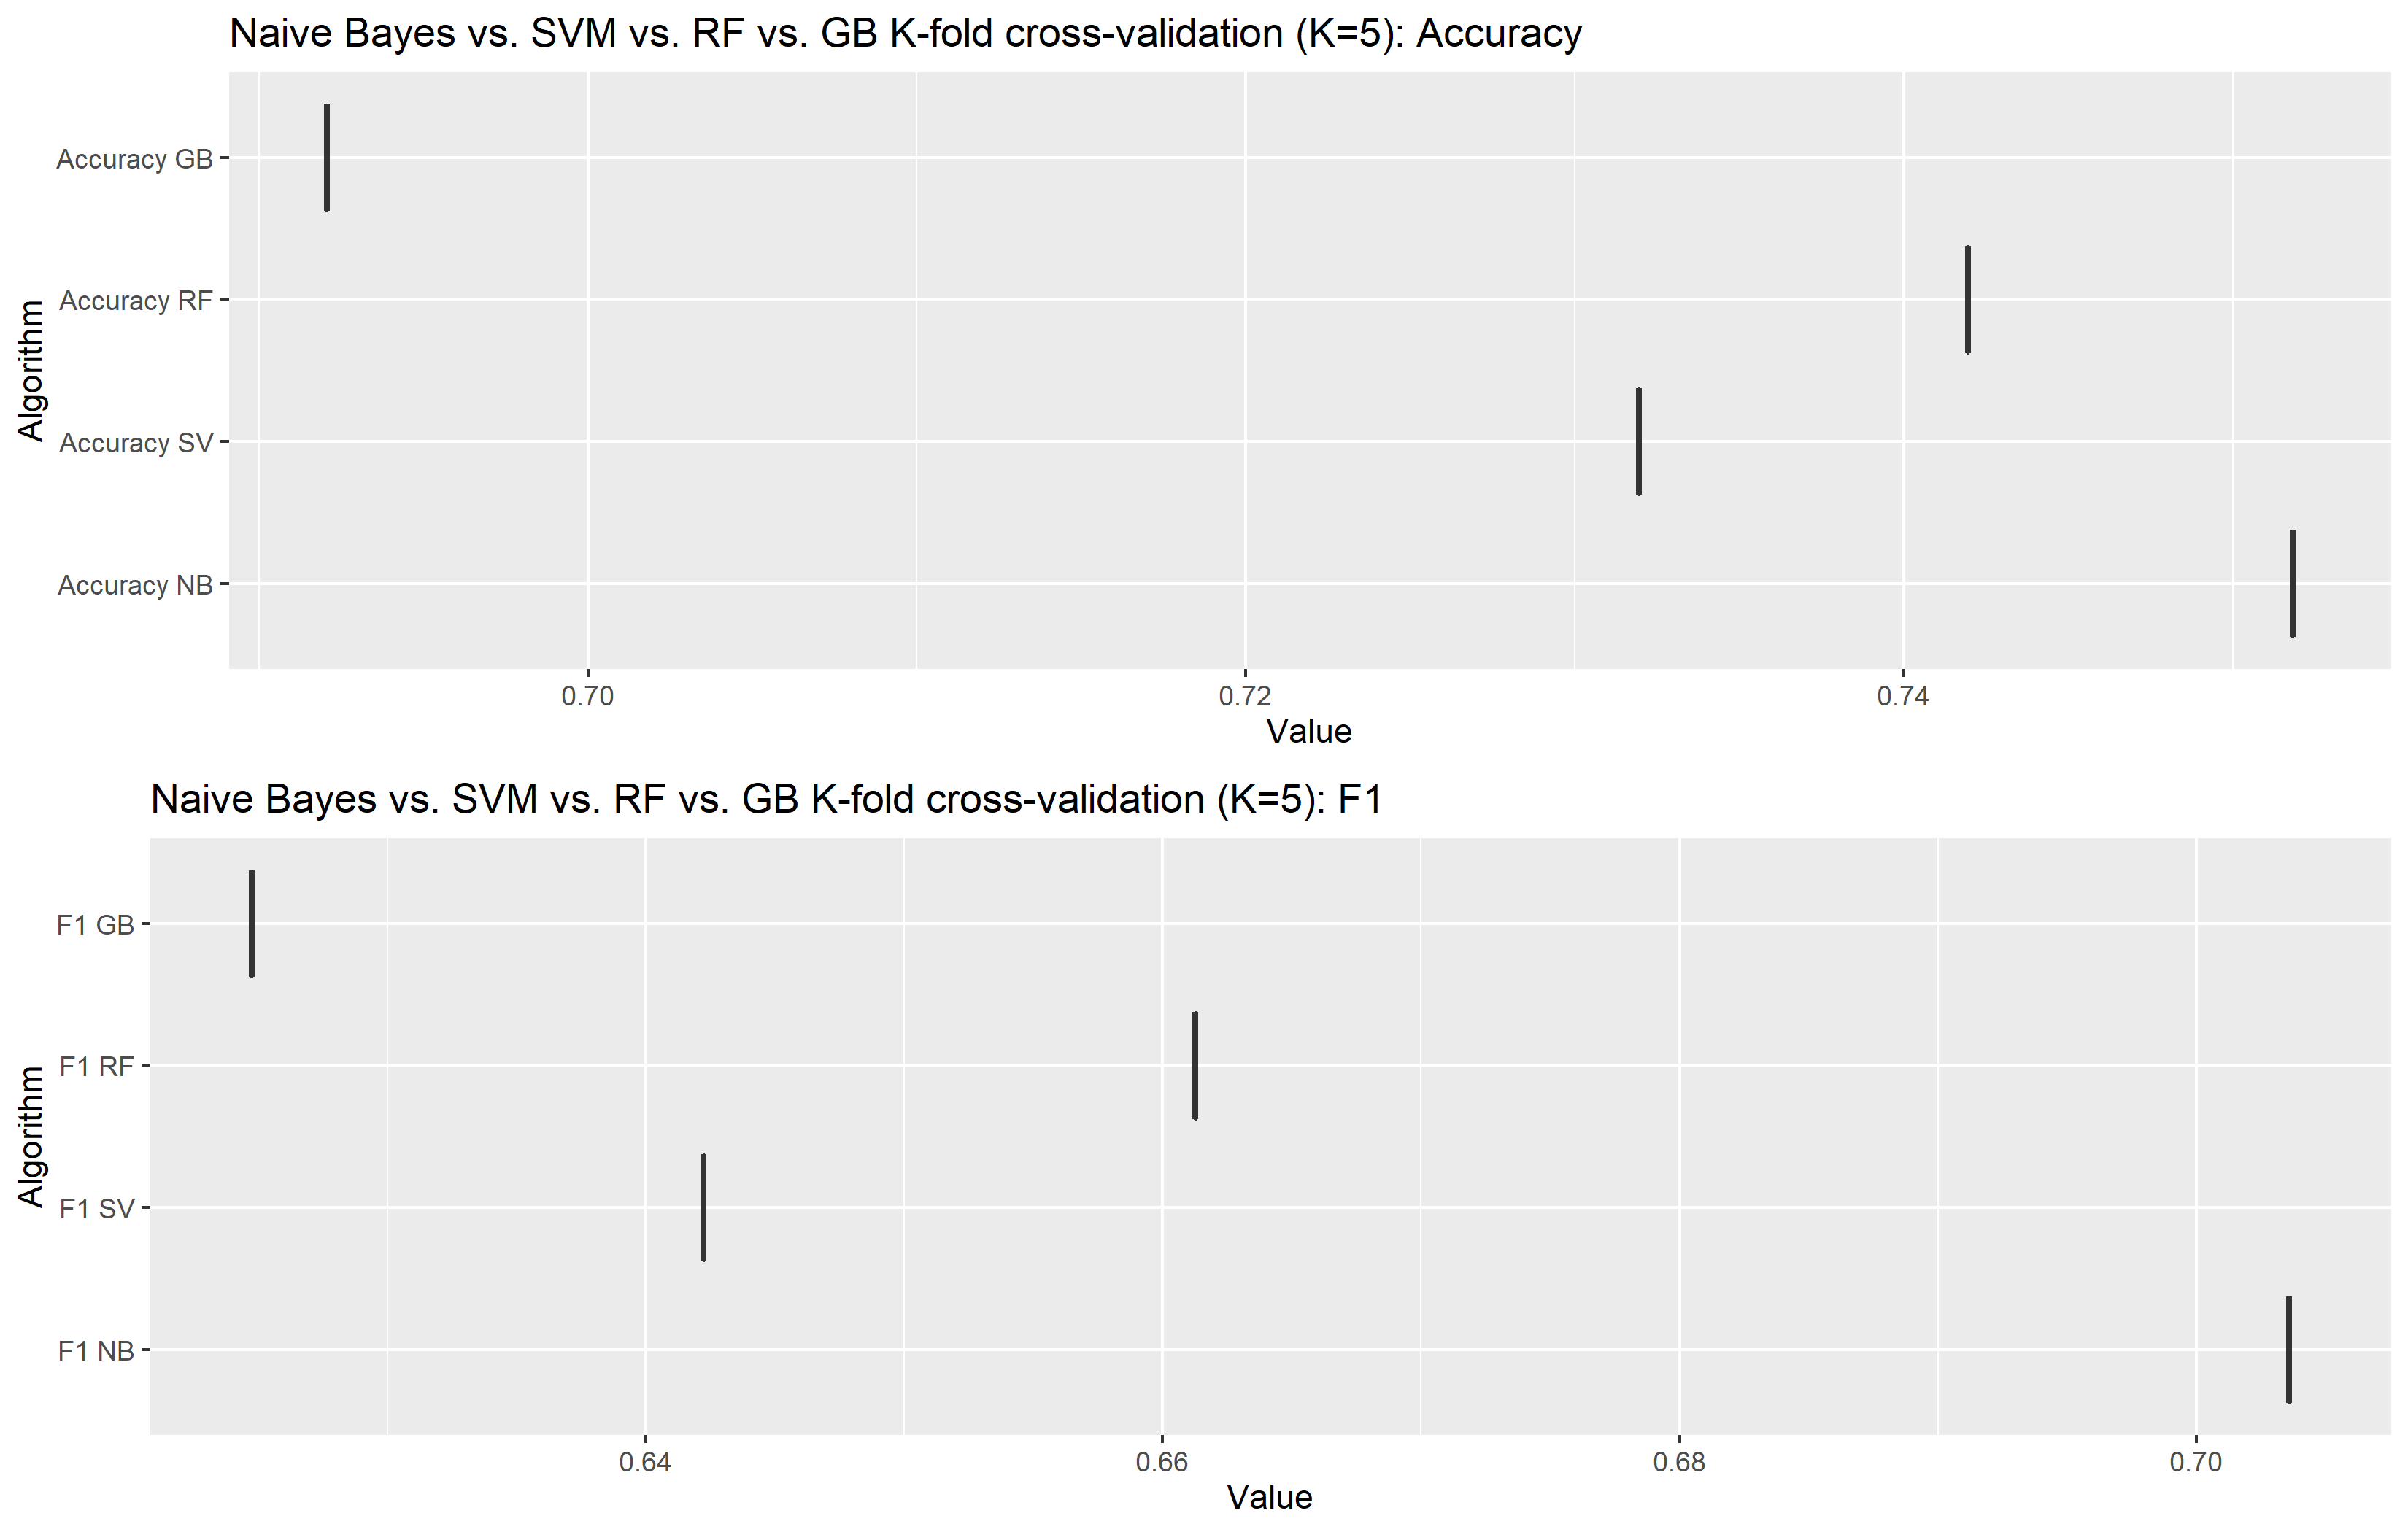 Naive Bayes vs. SVM vs. RF vs. GB K-fold cross-validation (K=5): Accuracy
Algorithm
Accuracy GB
Accuracy RF
Accuracy SV
Accuracy NB
0.70 0.72 0.74
Value
Naive Bayes vs. SVM vs. RF vs. GB K-fold cross-validation (K=5): F1
Algorithm
F1 GB
F1 RF
F1 SV
F1 NB
0.64 0.66 0.68 0.70
Value